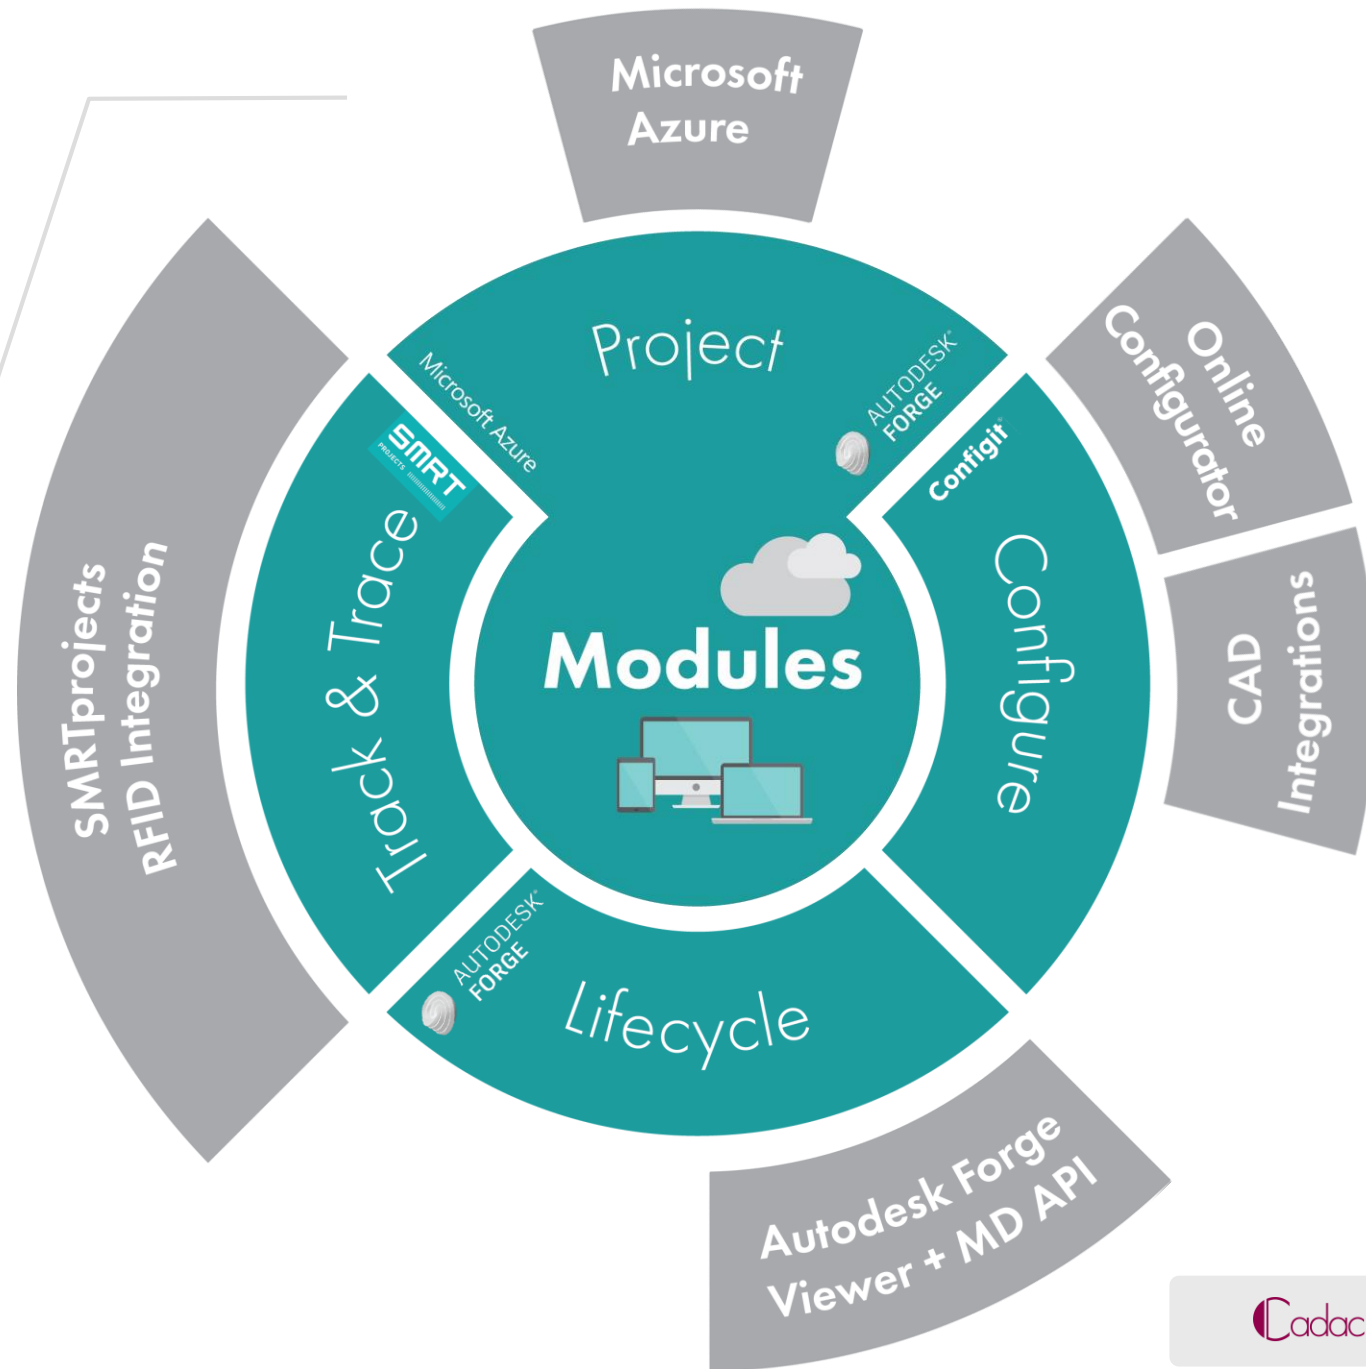 Microsoft
Azure
Project
Microsoft Azure
AUTODESK®
FORGE
SMRT
PROJECTS
Configit
Online
Configurator
CAD
Integrations
Configure
Track & Trace
SMRTprojects
RFID Integration
Modules
AUTODESK®
FORGE
Lifecycle
Autodesk Forge
Viewer + MD API
Cadac